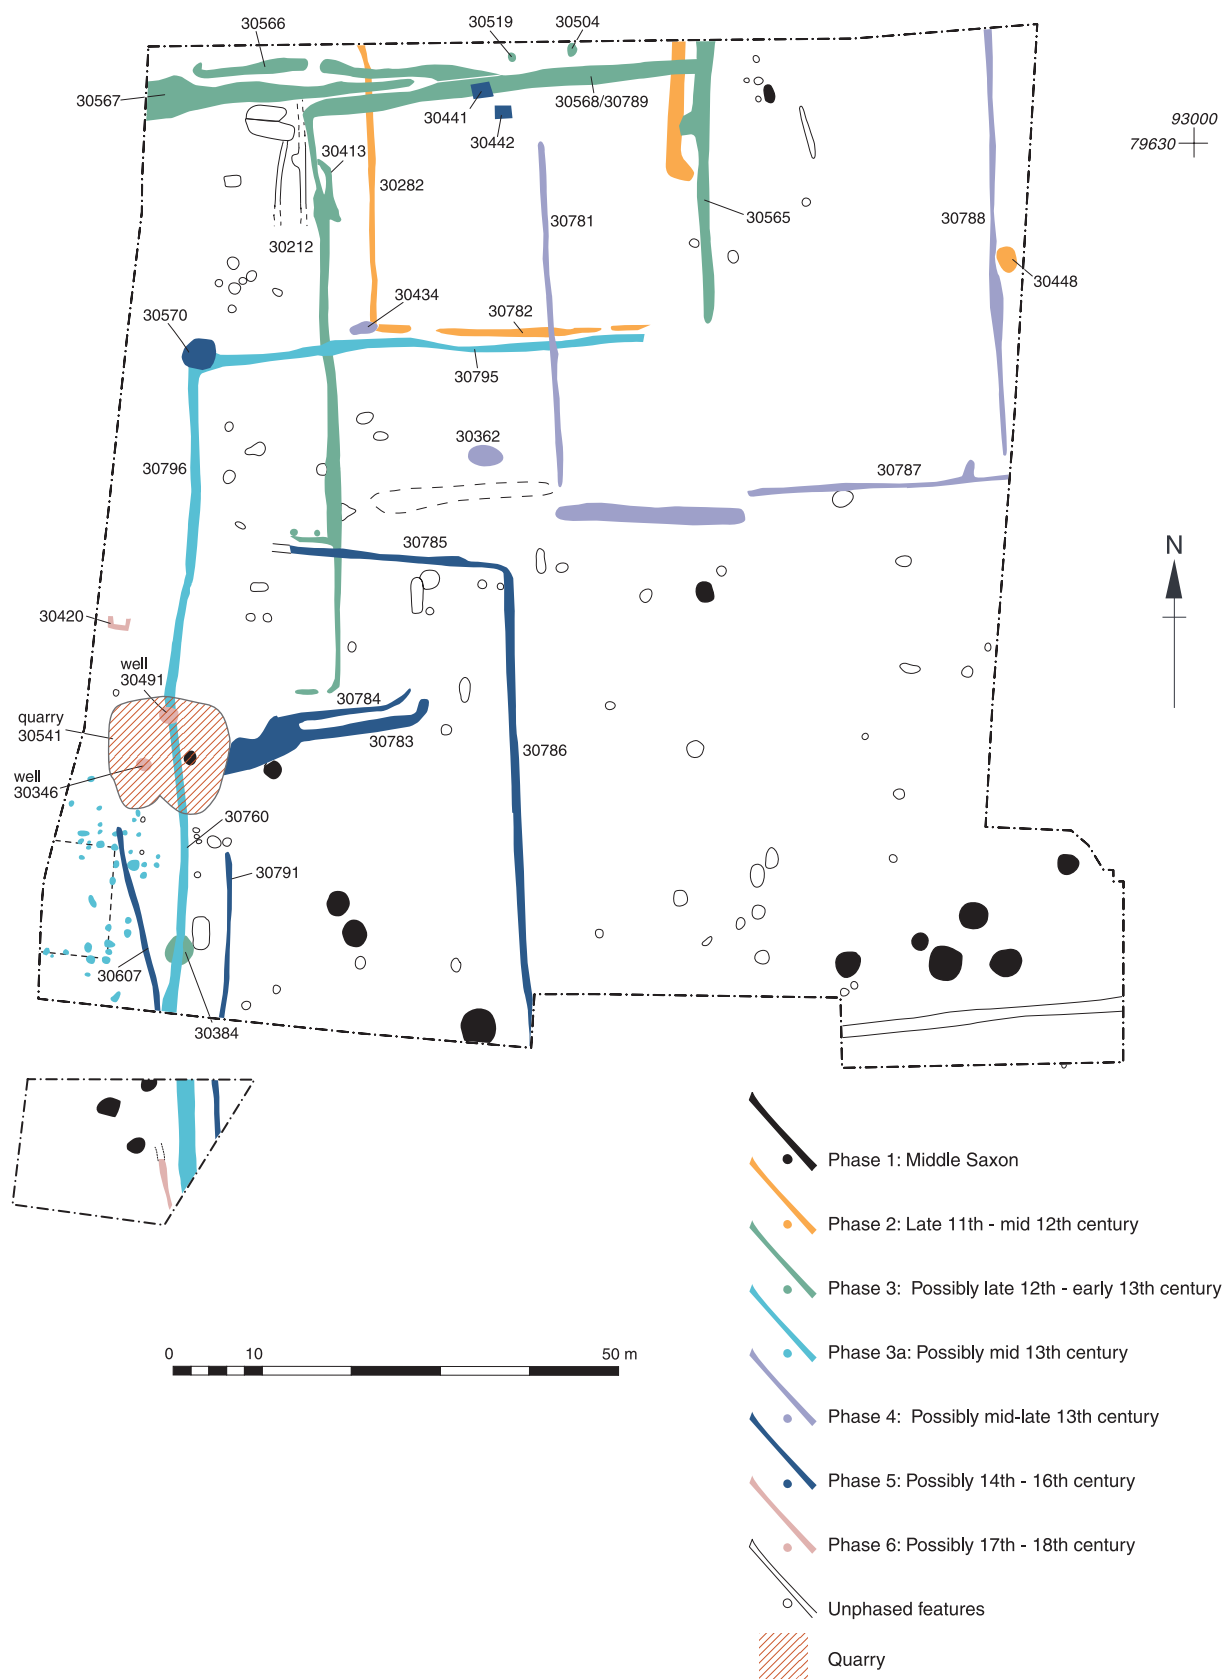 30566
30519
30504
30567
30568/30789
30441
30442
93000
79630
30413
30282
30781
30565
30788
30212
30448
30434
30782
30570
30795
30362
30796
30787
30785
N
30420
well
30491
30784
quarry
30541
30783
30786
well
30346
30760
30791
30607
30384
Phase 1: Middle Saxon
Phase 2: Late 11th - mid 12th century
Phase 3: Possibly late 12th - early 13th century
Phase 3a: Possibly mid 13th century
0 10 50 m
Phase 4: Possibly mid-late 13th century
Phase 5: Possibly 14th - 16th century
Phase 6: Possibly 17th - 18th century
Unphased features
Quarry